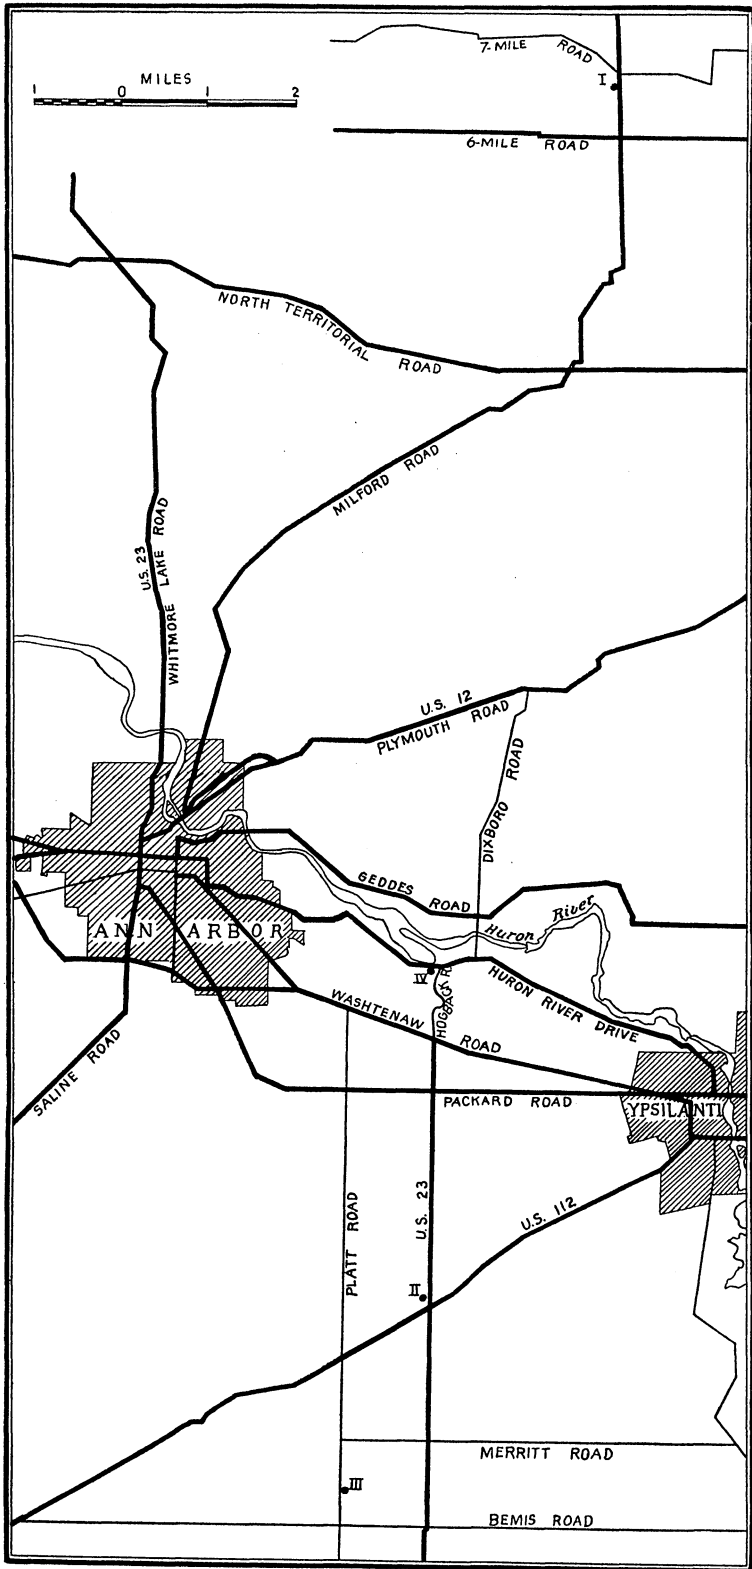 7-MILE ROAD
MILES
1 0 1 2
I
6-MILE ROAD
NORTH TERRITORIAL ROAD
MILFORD ROAD
U.S. 23
WHITMORE LAKE ROAD
U.S. 12
PLYMOUTH ROAD
DIXBORO ROAD
GEDDES ROAD
Huron River
ANN ARBOR
IV
HOGBACK R
HURON RIVER DRIVE
WASHTENAW ROAD
SALINE ROAD
PACKARD ROAD
YPSILANTI
PLATT ROAD
U.S. 23
U.S. 112
II
MERRITT ROAD
III
BEMIS ROAD